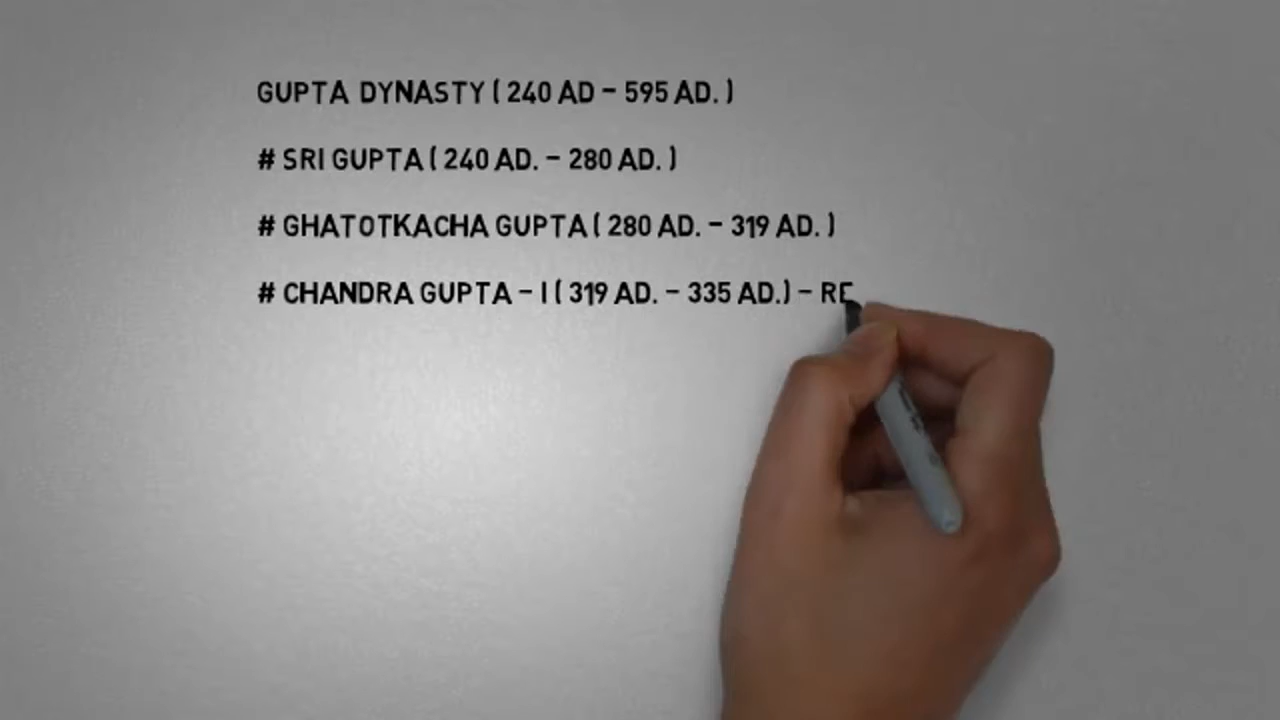 GUPTA DYNASTY ( 240 AD - 595 AD. )
# SRI GUPTA ( 240 AD. - 280 AD. )
# GHATOTKACHA GUPTA ( 280 AD. - 319 AD. )
# CHANDRA GUPTA - I ( 319 AD. - 335 AD.) -